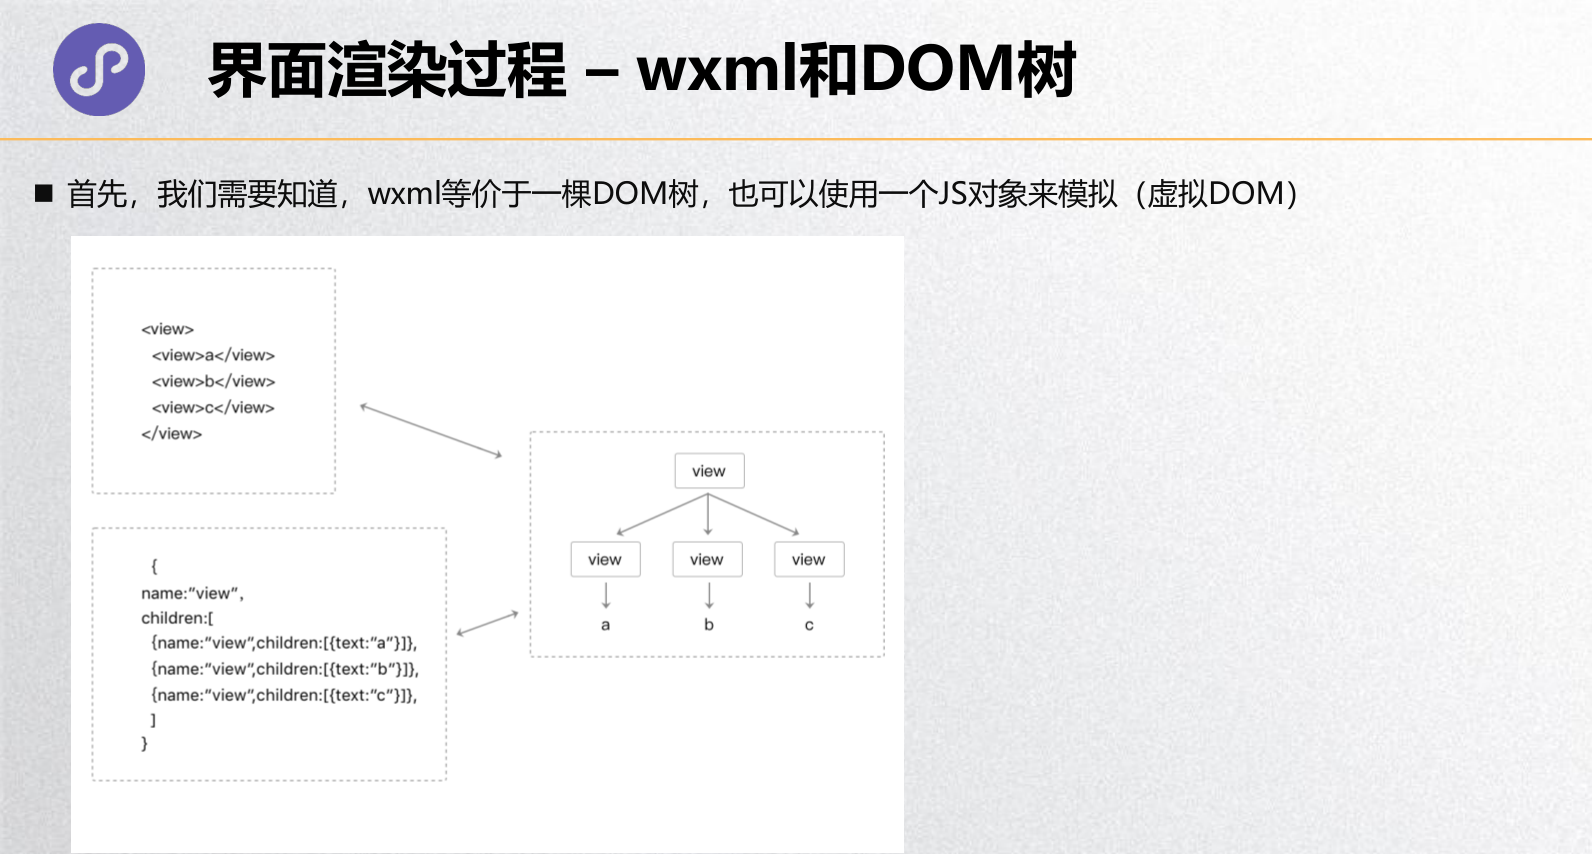 界面渲染过程 – wxml和DOM树
■ 首先，我们需要知道，wxml等价于一棵DOM树，也可以使用一个JS对象来模拟（虚拟DOM）
<view>
<view>a</view>
<view>b</view>
<view>c</view>
</view>
{
name:"view",
children:[
{name:"view",children:[{text:"a"}]},
{name:"view",children:[{text:"b"}]},
{name:"view",children:[{text:"c"}]},
]
}
view
view view view
a b c